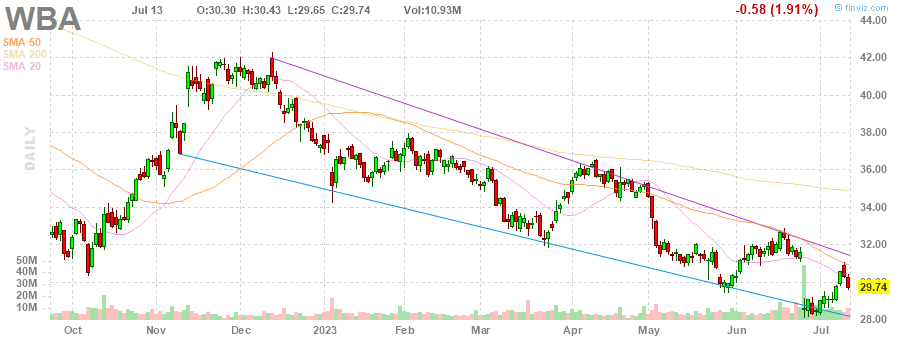 WBA Jul 13 O:30.30 H:30.43 L:29.65 C:29.74 Vol:10.93M -0.58 (1.91%) © finviz.com
SMA 50
SMA 200
SMA 20
DAILY
44.00
42.00
40.00
38.00
36.00
34.00
32.00
30.00
29.74
28.00
50M
40M
30M
20M
10M
Oct Nov Dec 2023 Feb Mar Apr May Jun Jul